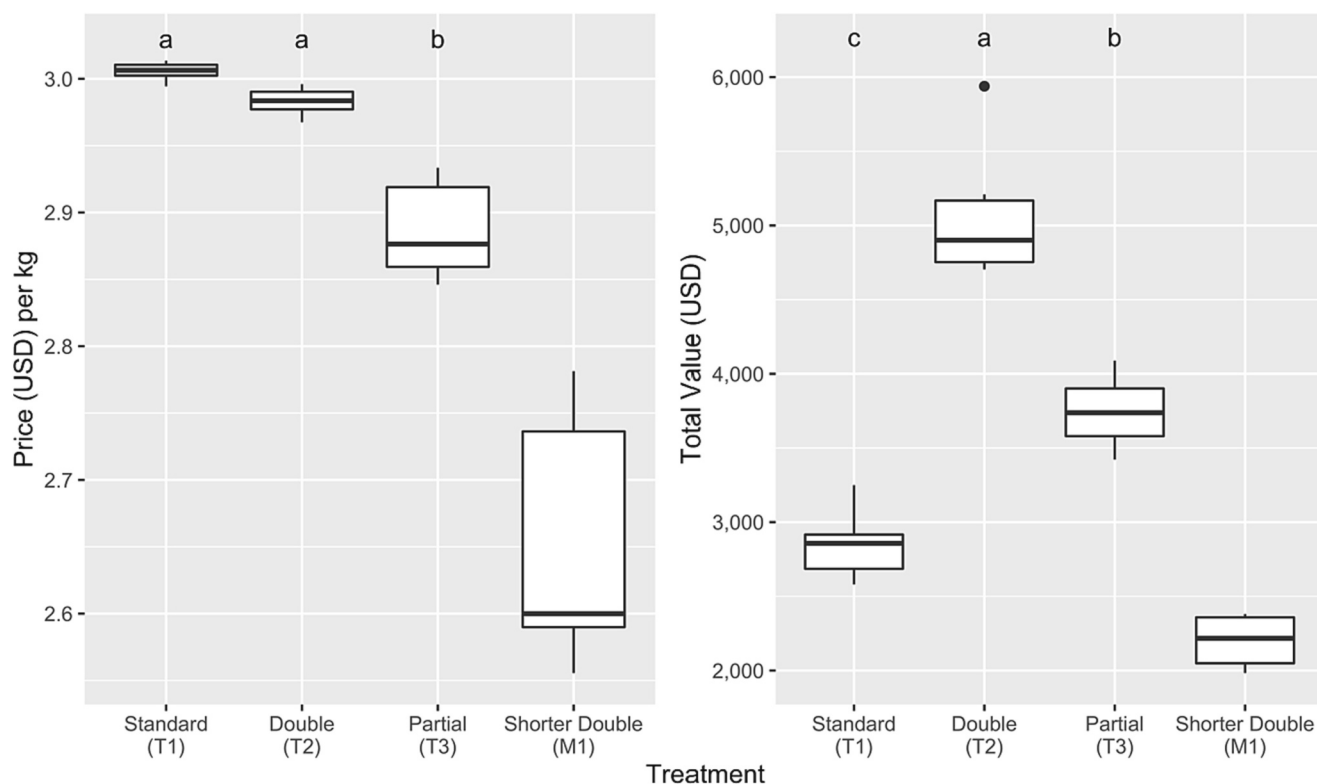 a a b
3.0
2.9
2.8
2.7
2.6
Price (USD) per kg
Standard Double Partial Shorter Double
(T1) (T2) (T3) (M1)
c a b
6,000
5,000
4,000
3,000
2,000
Total Value (USD)
Standard Double Partial Shorter Double
(T1) (T2) (T3) (M1)
Treatment